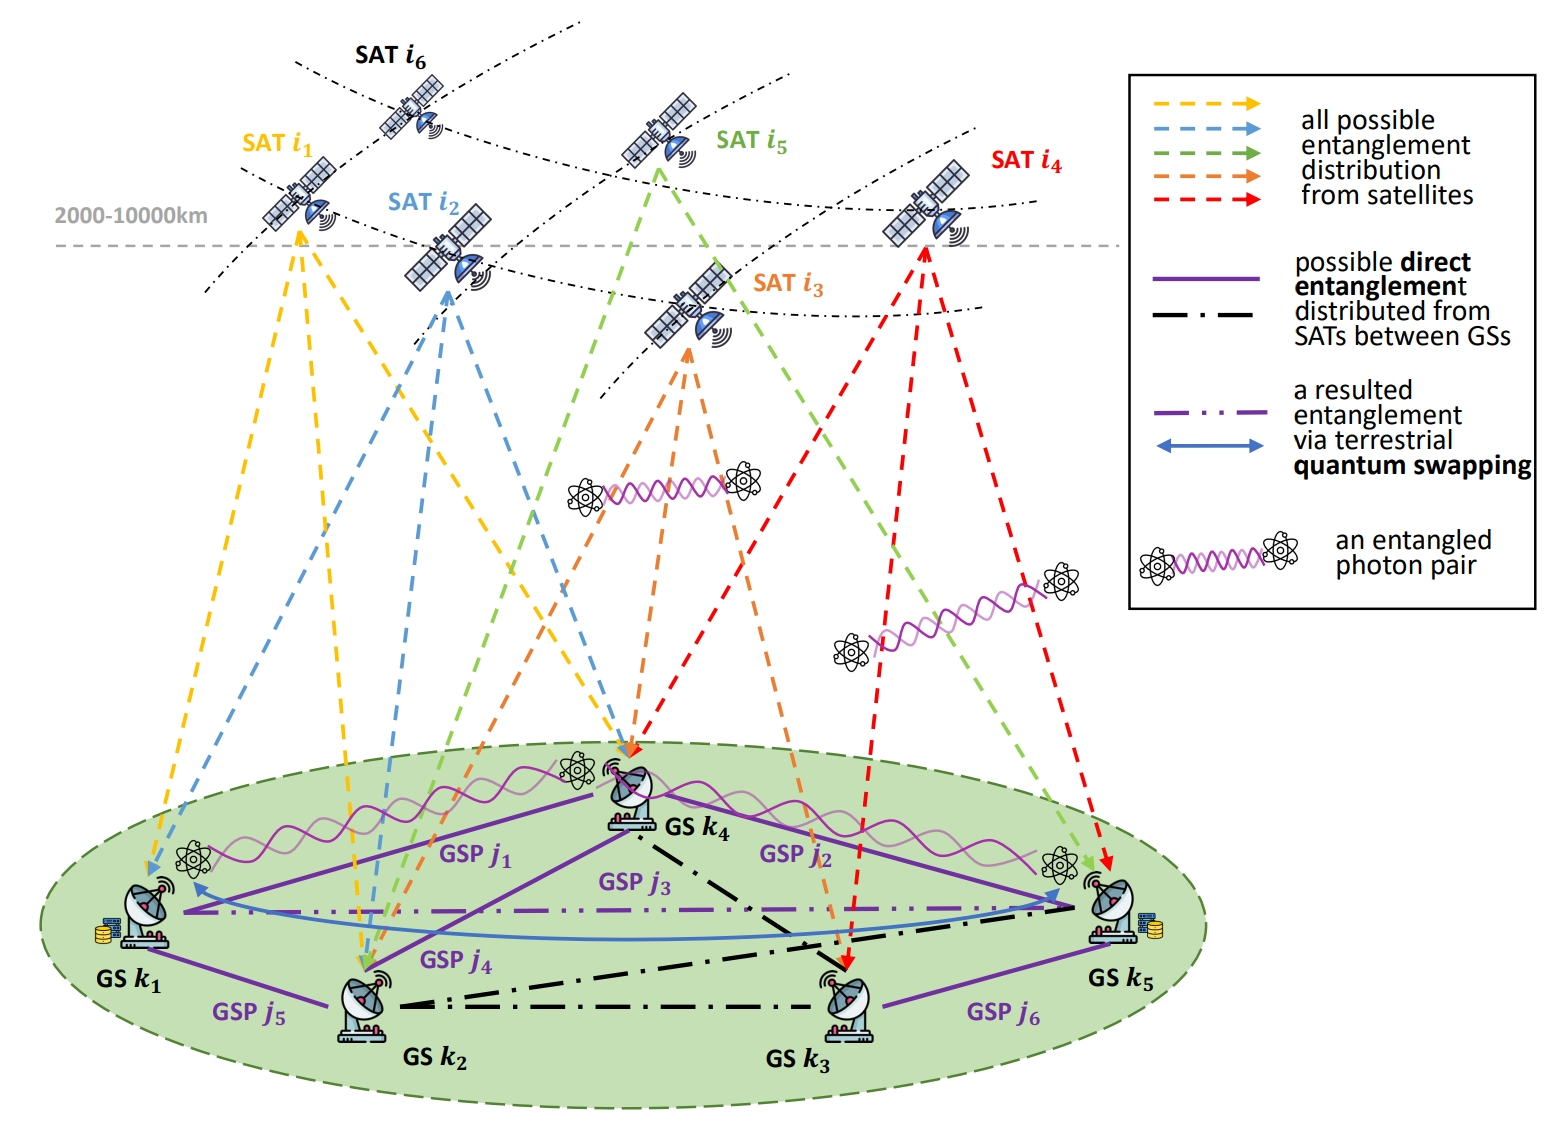 SAT i₆
SAT i₁
SAT i₅
SAT i₄
SAT i₂
2000-10000km
SAT i₃
all possible
entanglement
distribution
from satellites
possible direct
entanglement
distributed from
SATs between GSs
a resulted
entanglement
via terrestrial
quantum swapping
an entangled
photon pair
GS k₄
GSP j₁
GSP j₂
GSP j₃
GSP j₄
GS k₁
GS k₅
GSP j₅
GSP j₆
GS k₂
GS k₃